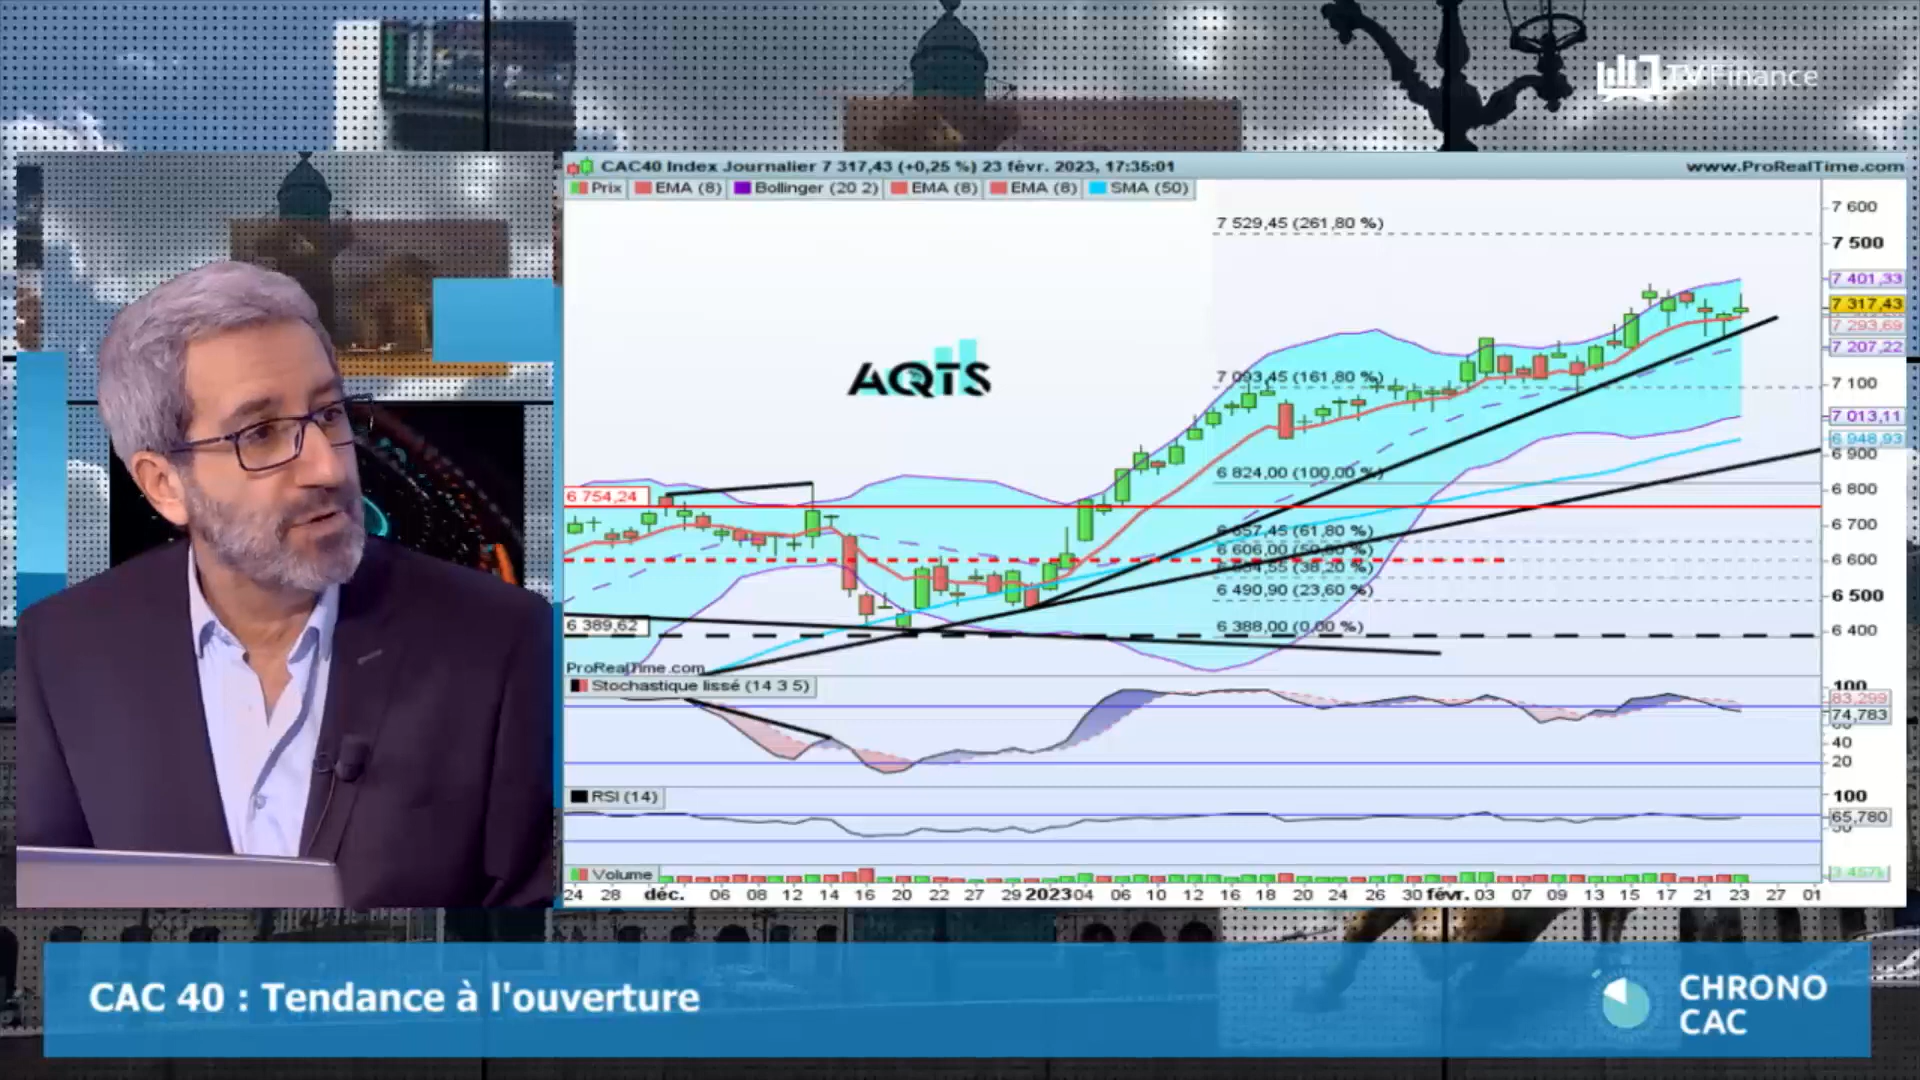 TV Finance
CAC40 Index Journalier 7 317,43 (+0,25 %) 23 févr. 2023, 17:35:01
www.ProRealTime.com
Prix EMA (8) Bollinger (20 2) EMA (8) EMA (8) SMA (50)
7 529,45 (261,80 %)
7 600
7 500
7 401,33
7 317,43
7 293,69
7 207,22
AQTS
7 093,45 (161,80 %)
7 100
7 013,11
6 948,93
6 900
6 824,00 (100,00 %)
6 754,24
6 800
6 700
6 657,45 (61,80 %)
6 606,00 (50,00 %)
6 600
(38,20 %)
6 490,90 (23,60 %)
6 500
6 389,62
6 388,00 (0,00 %)
6 400
ProRealTime.com
Stochastique lissé (14 3 5)
100
83,299
74,783
40
20
RSI (14)
100
65,780
Volume
24 28 déc. 06 08 12 14 16 20 22 27 29 2023 04 06 10 12 16 18 20 24 26 30 févr. 03 07 09 13 15 17 21 23 27 01
CAC 40 : Tendance à l'ouverture
CHRONO
CAC